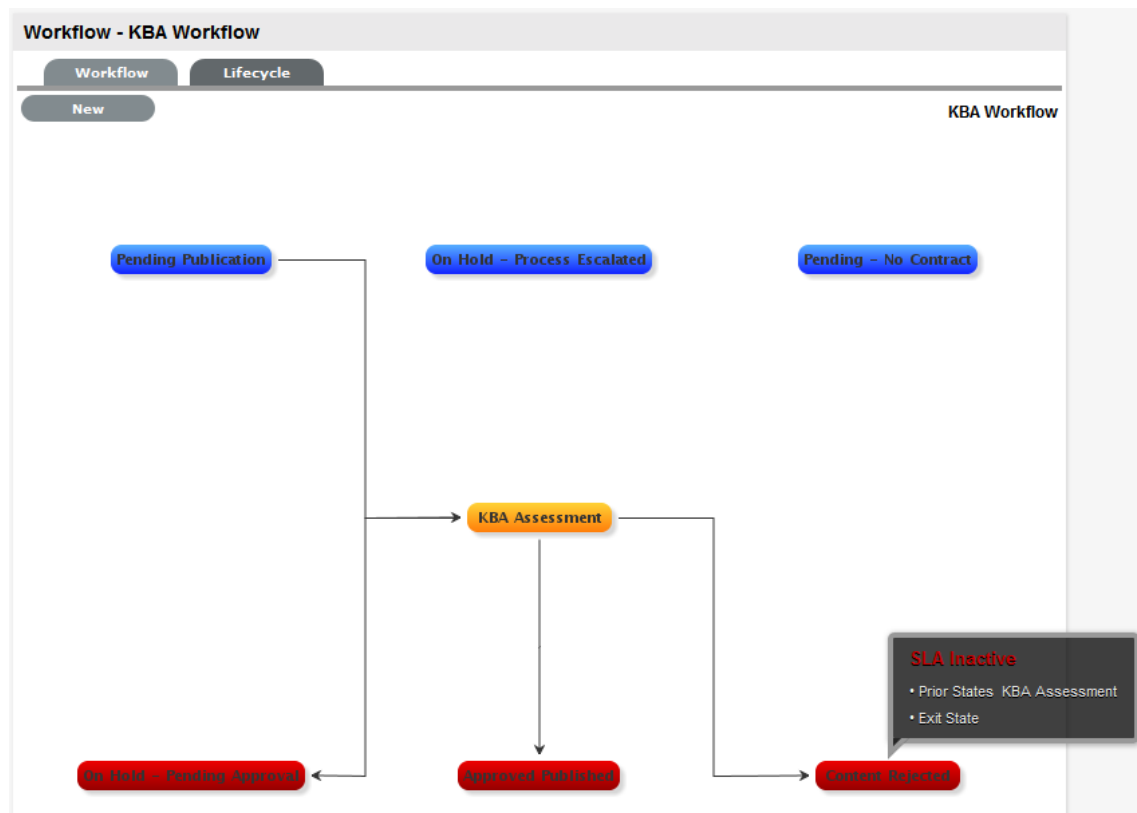 Workflow - KBA Workflow
Workflow
Lifecycle
New
KBA Workflow
Pending Publication
On Hold – Process Escalated
Pending – No Contract
KBA Assessment
SLA Inactive
• Prior States KBA Assessment
• Exit State
On Hold – Pending Approval
Approved Published
Content Rejected